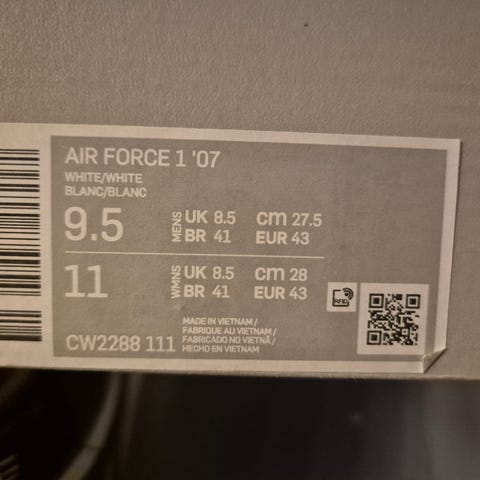 AIR FORCE 1 '07
WHITE/WHITE
BLANC/BLANC
9.5 MENS UK 8.5 cm 27.5
BR 41 EUR 43
11 WMNS UK 8.5 cm 28
BR 41 EUR 43
RFID
MADE IN VIETNAM /
FABRIQUE AU VIETNAM /
FABRICADO NO VIETNÃ /
HECHO EN VIETNAM
CW2288 111